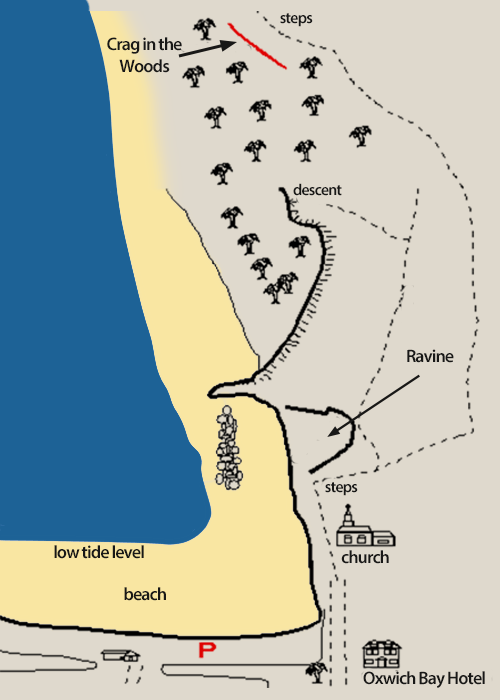 steps
Crag in the
Woods
descent
Ravine
steps
church
low tide level
beach
P
Oxwich Bay Hotel